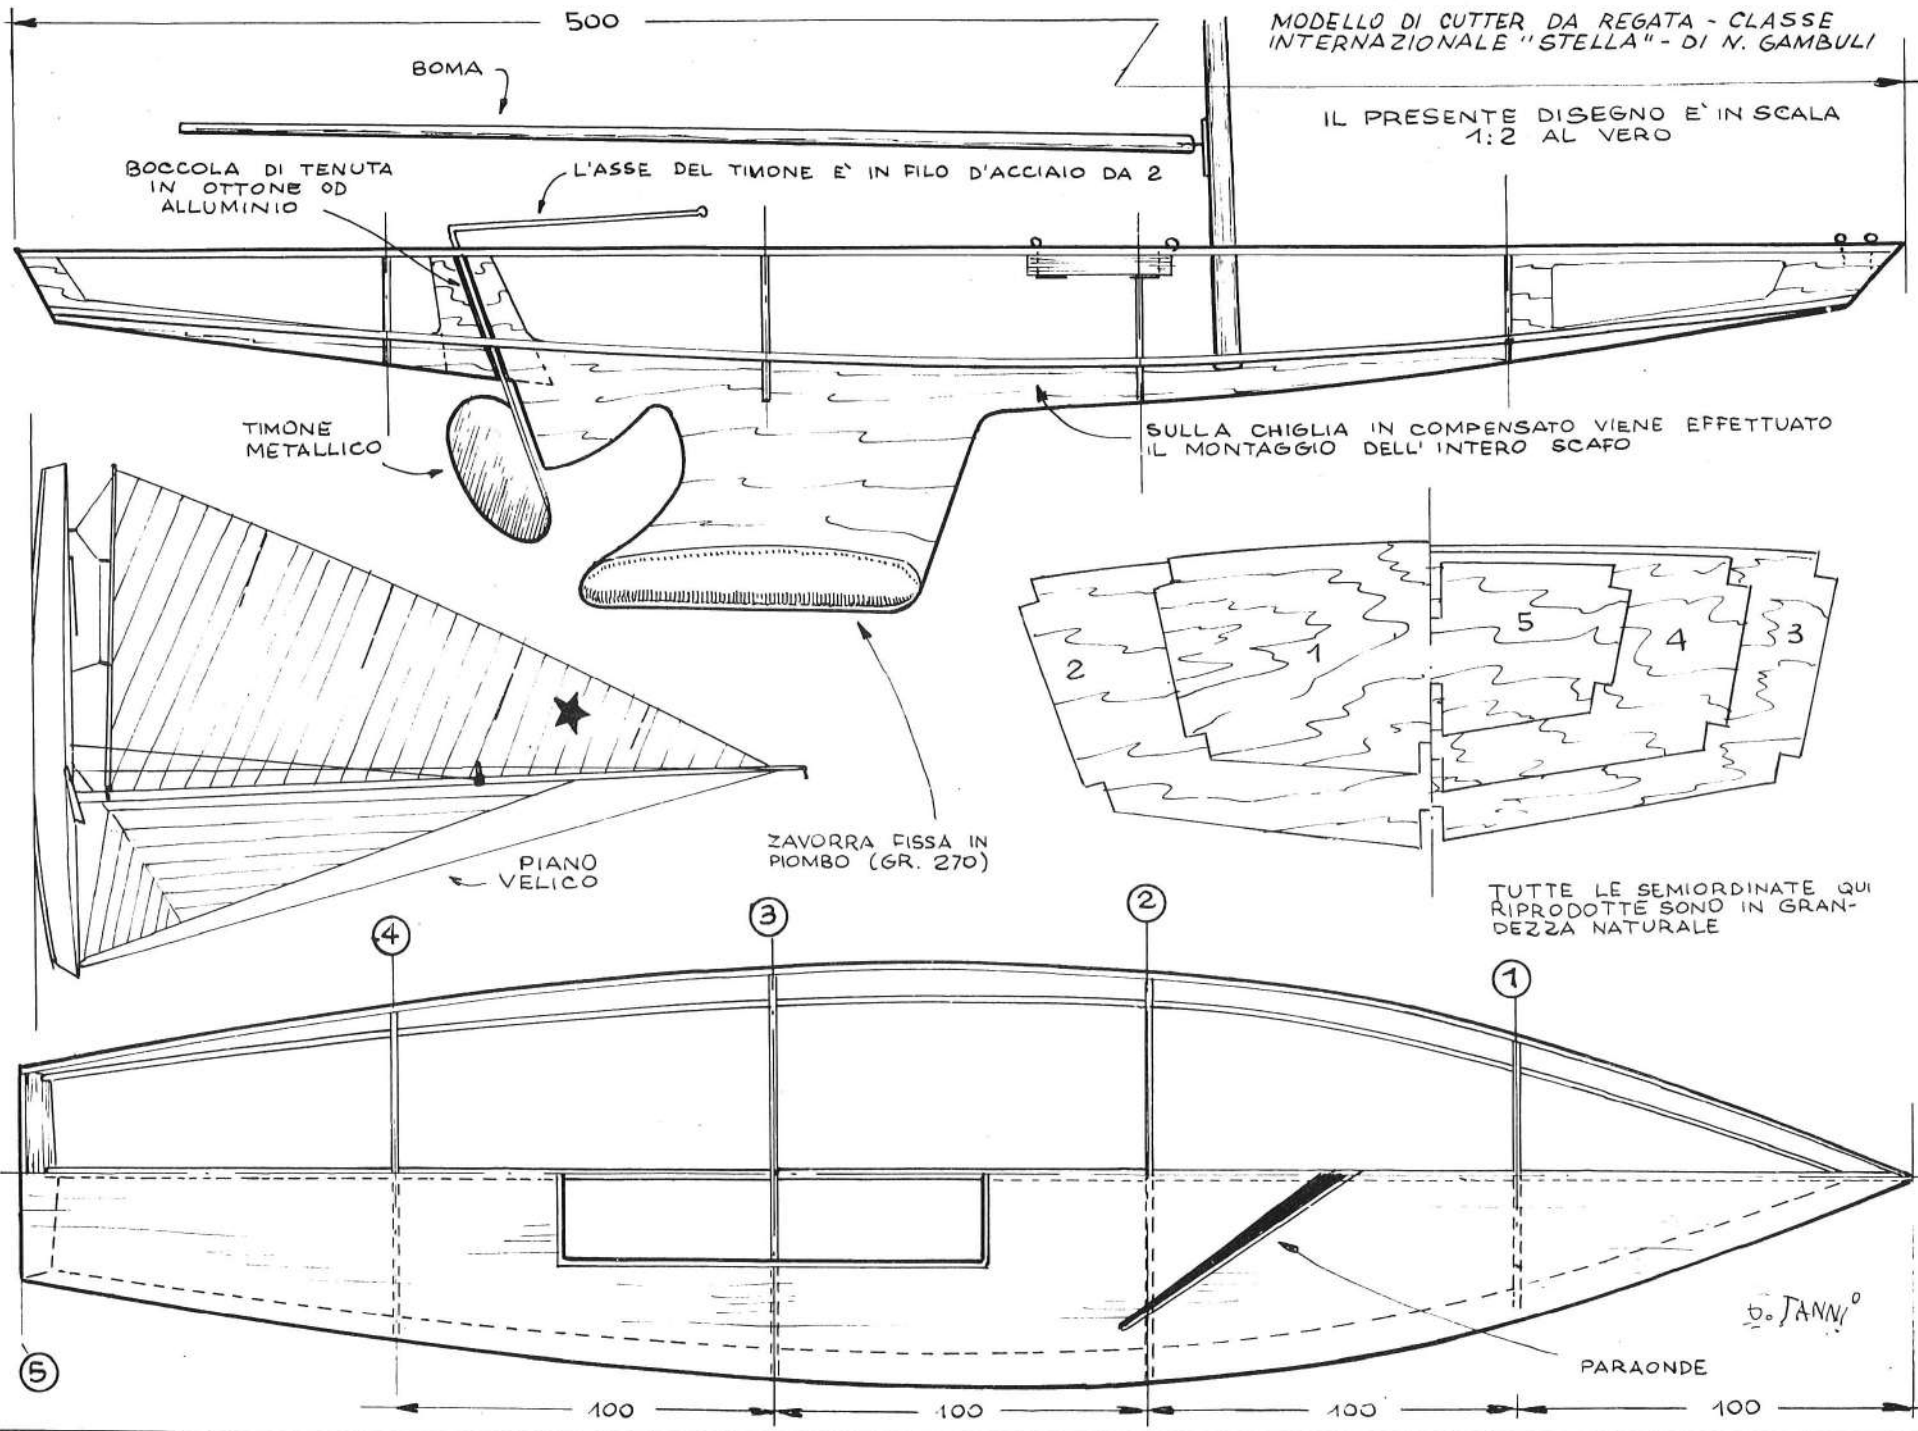 500
MODELLO DI CUTTER DA REGATA - CLASSE
INTERNAZIONALE "STELLA" - DI N. GAMBULI
BOMA
IL PRESENTE DISEGNO E' IN SCALA
1:2 AL VERO
BOCCOLA DI TENUTA
IN OTTONE OD
ALLUMINIO
L'ASSE DEL TIMONE E' IN FILO D'ACCIAIO DA 2
TIMONE
METALLICO
SULLA CHIGLIA IN COMPENSATO VIENE EFFETTUATO
IL MONTAGGIO DELL'INTERO SCAFO
2
1
5
4
3
ZAVORRA FISSA IN
PIOMBO (GR. 270)
PIANO
VELICO
TUTTE LE SEMIORDINATE QUI
RIPRODOTTE SONO IN GRAN-
DEZZA NATURALE
4
3
2
1
D. JANNI
5
PARAONDE
100
100
100
100